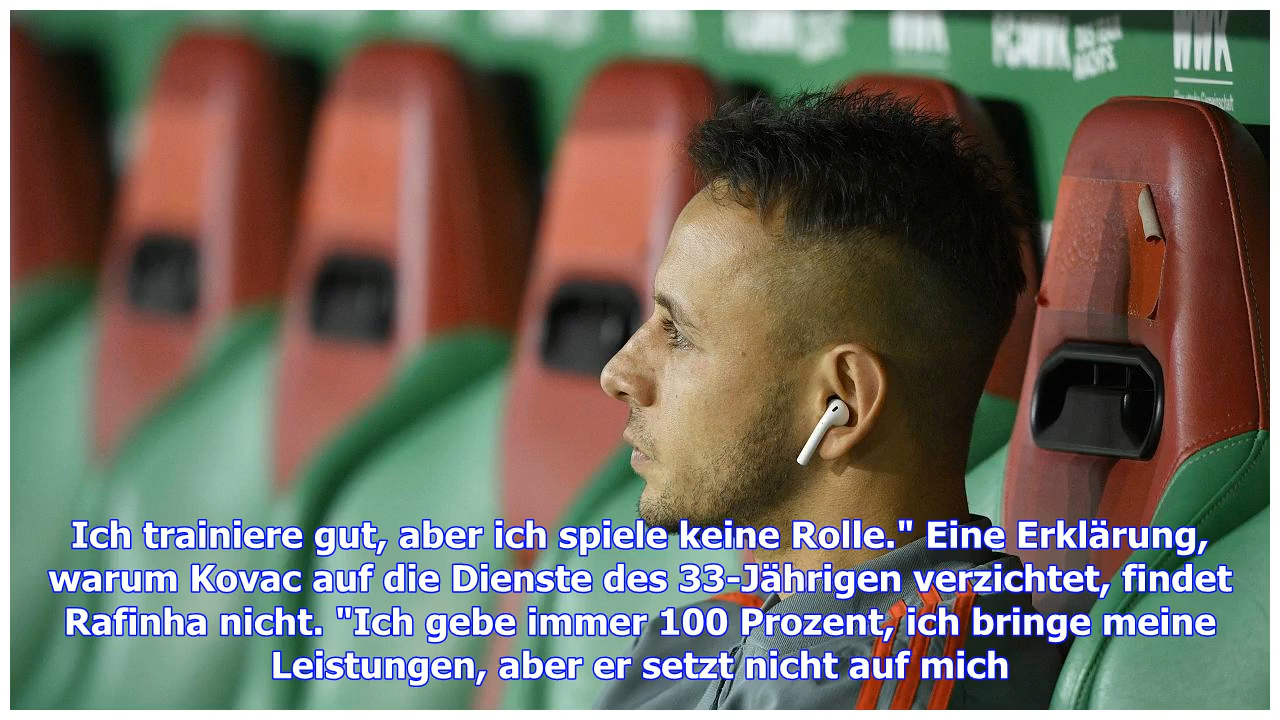 WWK
Ich trainiere gut, aber ich spiele keine Rolle." Eine Erklärung,
warum Kovac auf die Dienste des 33-Jährigen verzichtet, findet
Rafinha nicht. "Ich gebe immer 100 Prozent, ich bringe meine
Leistungen, aber er setzt nicht auf mich